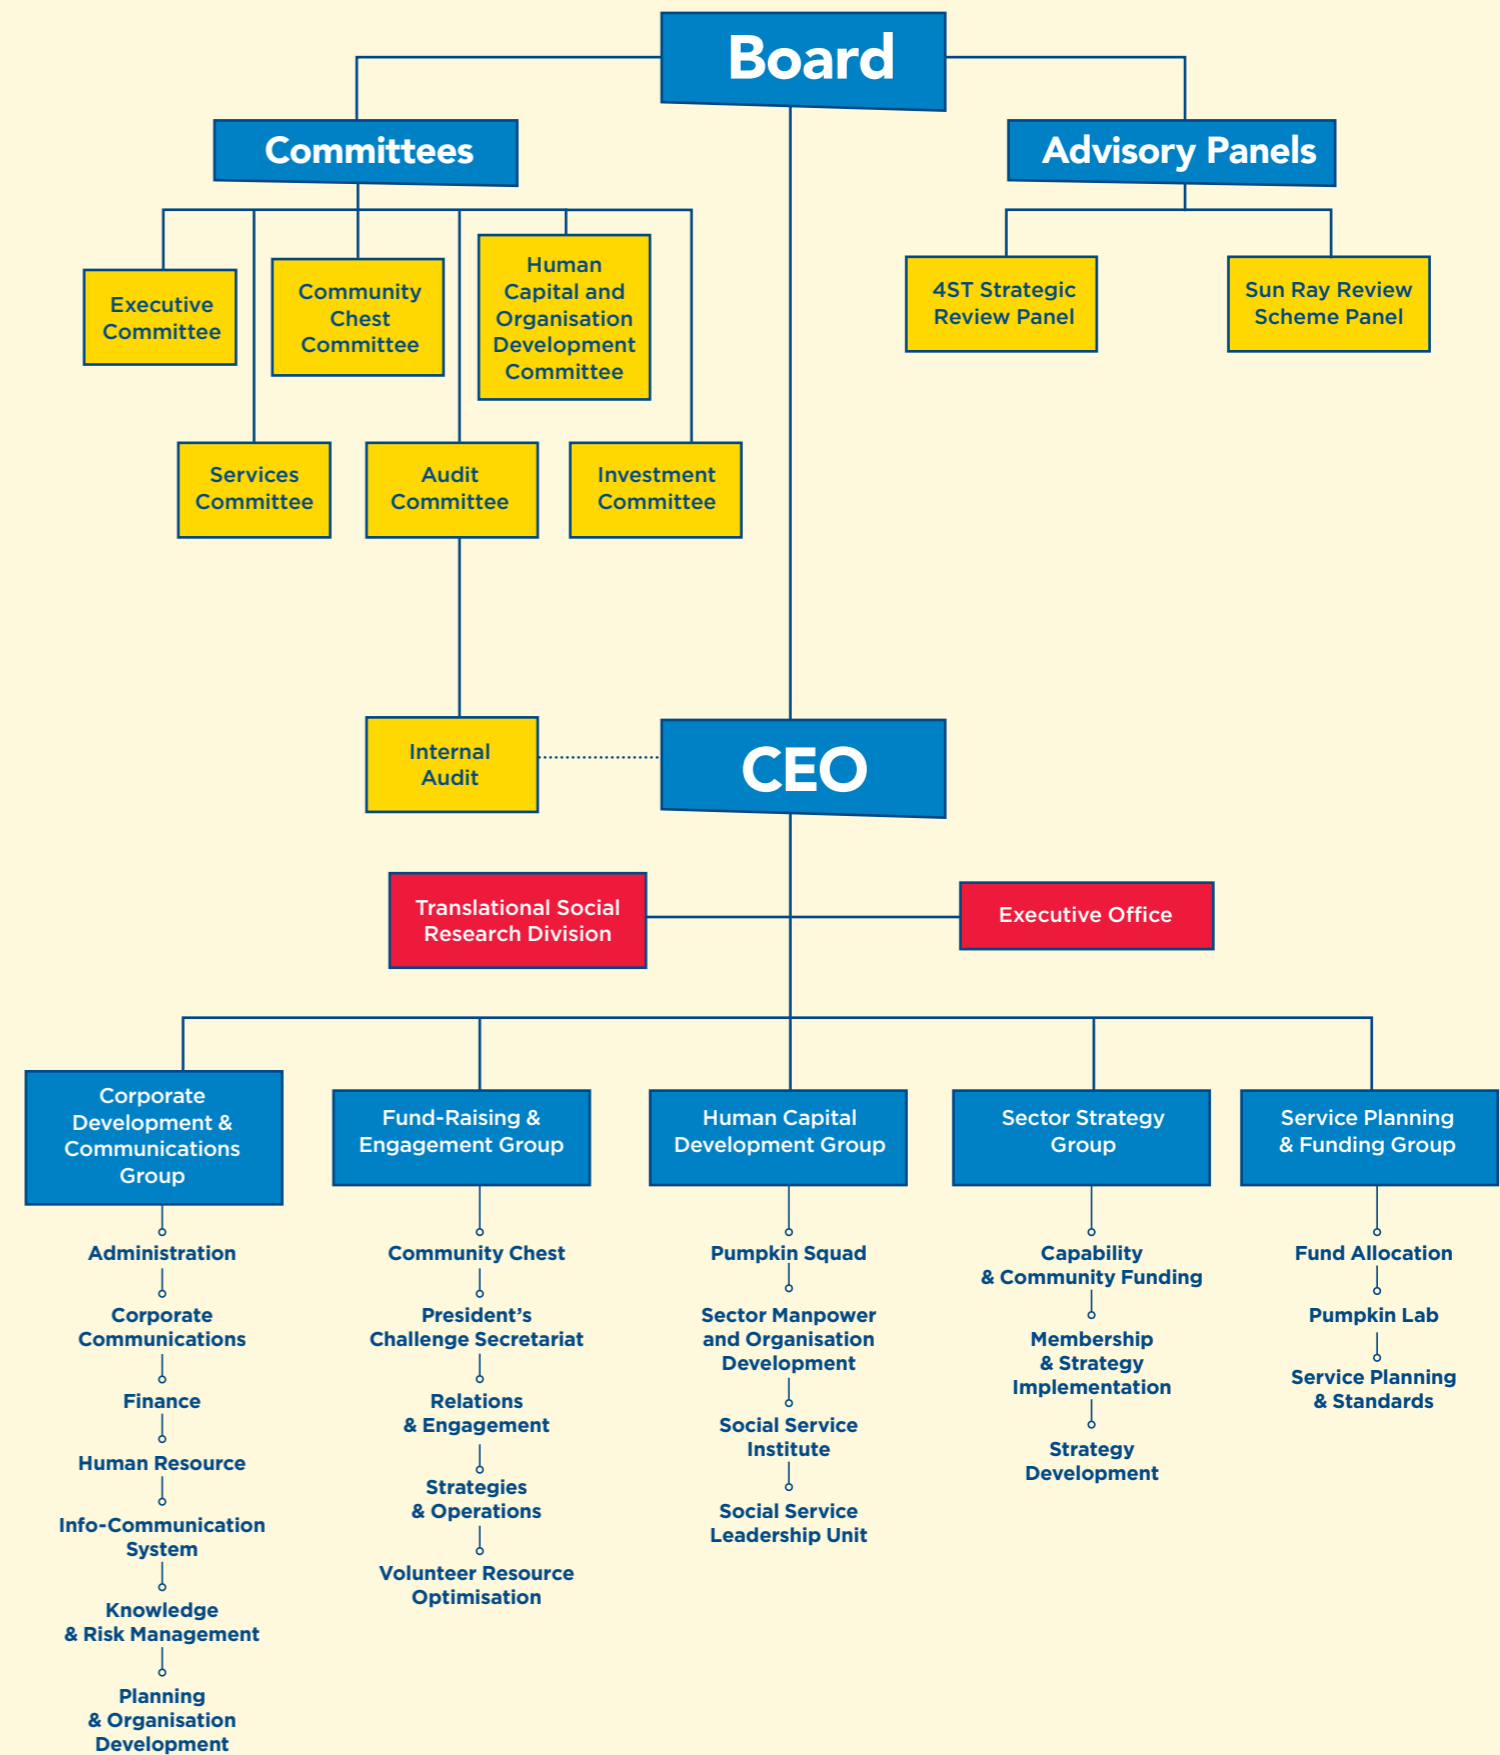 Board
Committees
Advisory Panels
Executive
Committee
Community
Chest
Committee
Human
Capital and
Organisation
Development
Committee
4ST Strategic
Review Panel
Sun Ray Review
Scheme Panel
Services
Committee
Audit
Committee
Investment
Committee
Internal
Audit
CEO
Translational Social
Research Division
Executive Office
Corporate
Development &
Communications
Group
Fund-Raising &
Engagement Group
Human Capital
Development Group
Sector Strategy
Group
Service Planning
& Funding Group
Administration
Corporate
Communications
Finance
Human Resource
Info-Communication
System
Knowledge
& Risk Management
Planning
& Organisation
Development
Community Chest
President’s
Challenge Secretariat
Relations
& Engagement
Strategies
& Operations
Volunteer Resource
Optimisation
Pumpkin Squad
Sector Manpower
and Organisation
Development
Social Service
Institute
Social Service
Leadership Unit
Capability
& Community Funding
Membership
& Strategy
Implementation
Strategy
Development
Fund Allocation
Pumpkin Lab
Service Planning
& Standards